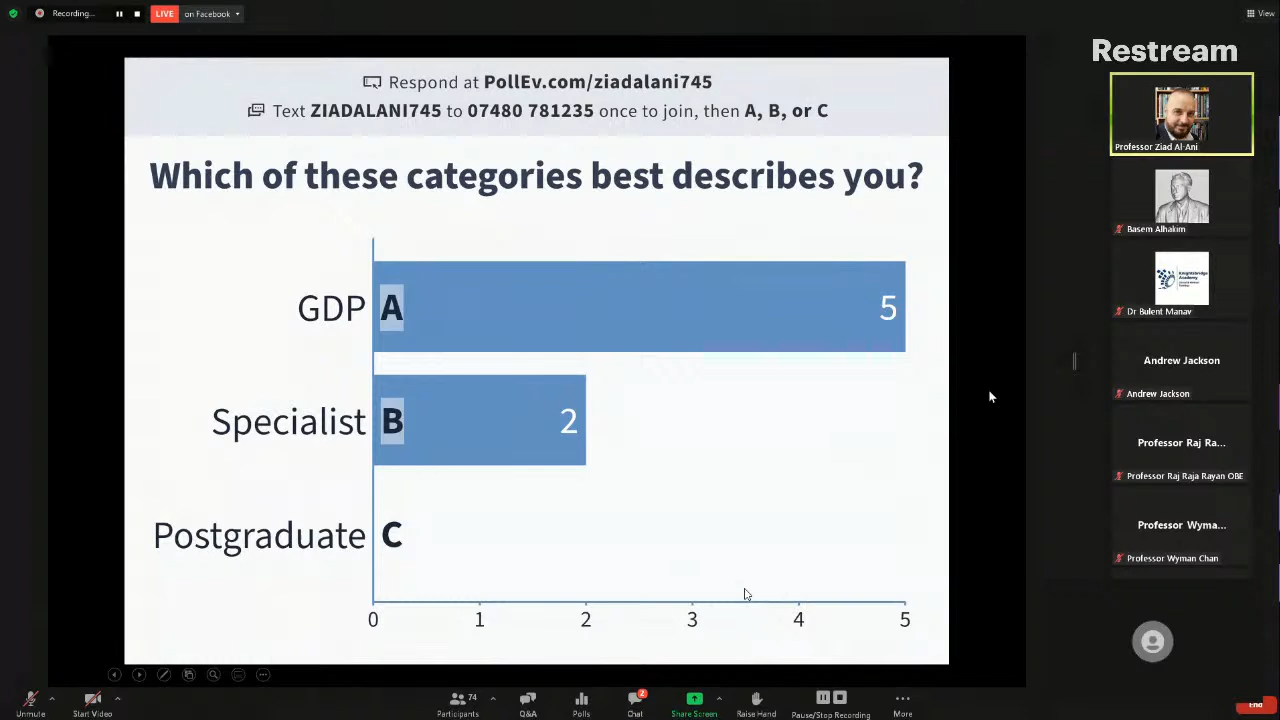 Recording...
LIVE on Facebook
View
Restream
Respond at PollEv.com/ziadalani745
Text ZIADALANI745 to 07480 781235 once to join, then A, B, or C
Which of these categories best describes you?
GDP A 5
Specialist B 2
Postgraduate C
0 1 2 3 4 5
Professor Ziad Al-Ani
Basem Alhakim
Knightsbridge
Academy
Dr Bulent Manav
Andrew Jackson
Andrew Jackson
Professor Raj Ra...
Professor Raj Raja Rayan OBE
Professor Wyma...
Professor Wyman Chan
Unmute
Start Video
Participants 74
Q&A
Polls
Chat 2
Share Screen
Raise Hand
Pause/Stop Recording
More
End